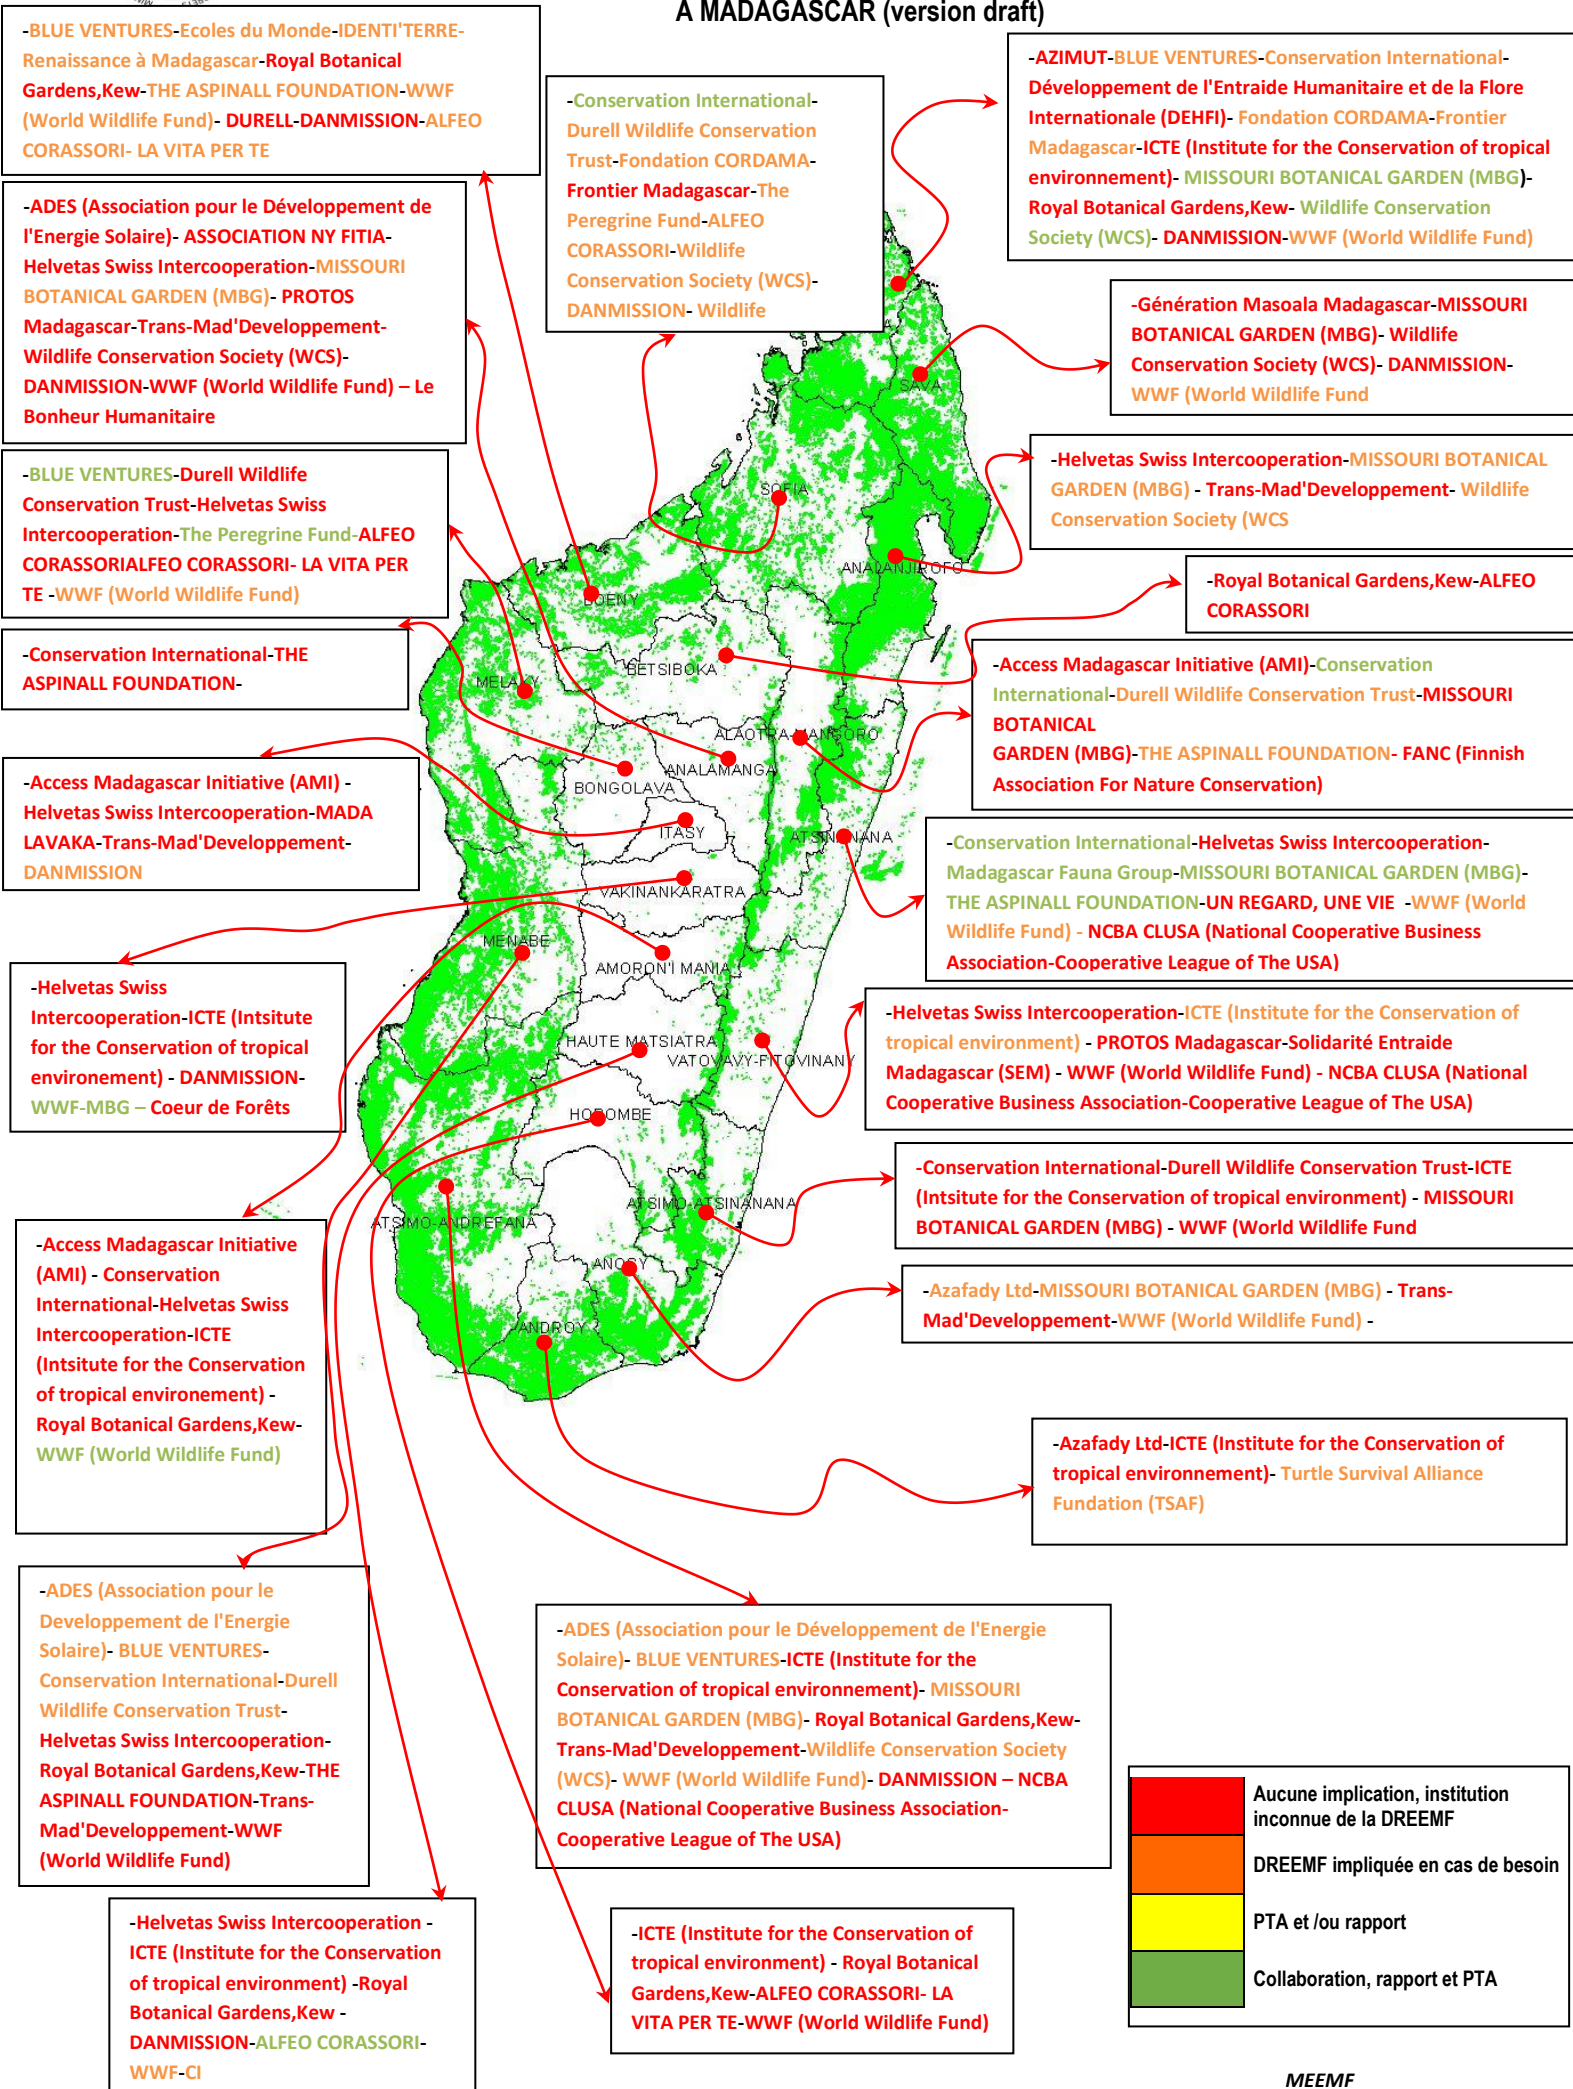 A MADAGASCAR (version draft)
-BLUE VENTURES-Ecoles du Monde-IDENTI'TERRE-
Renaissance à Madagascar-Royal Botanical
Gardens,Kew-THE ASPINALL FOUNDATION-WWF
(World Wildlife Fund)- DURELL-DANMISSION-ALFEO
CORASSORI- LA VITA PER TE
-Conservation International-
Durell Wildlife Conservation
Trust-Fondation CORDAMA-
Frontier Madagascar-The
Peregrine Fund-ALFEO
CORASSORI-Wildlife
Conservation Society (WCS)-
DANMISSION- Wildlife
-AZIMUT-BLUE VENTURES-Conservation International-
Développement de l'Entraide Humanitaire et de la Flore
Internationale (DEHFI)- Fondation CORDAMA-Frontier
Madagascar-ICTE (Institute for the Conservation of tropical
environnement)- MISSOURI BOTANICAL GARDEN (MBG)-
Royal Botanical Gardens,Kew- Wildlife Conservation
Society (WCS)- DANMISSION-WWF (World Wildlife Fund)
-ADES (Association pour le Développement de
l'Energie Solaire)- ASSOCIATION NY FITIA-
Helvetas Swiss Intercooperation-MISSOURI
BOTANICAL GARDEN (MBG)- PROTOS
Madagascar-Trans-Mad'Developpement-
Wildlife Conservation Society (WCS)-
DANMISSION-WWF (World Wildlife Fund) – Le
Bonheur Humanitaire
-Génération Masoala Madagascar-MISSOURI
BOTANICAL GARDEN (MBG)- Wildlife
Conservation Society (WCS)- DANMISSION-
WWF (World Wildlife Fund
-BLUE VENTURES-Durell Wildlife
Conservation Trust-Helvetas Swiss
Intercooperation-The Peregrine Fund-ALFEO
CORASSORIALFEO CORASSORI- LA VITA PER
TE -WWF (World Wildlife Fund)
-Helvetas Swiss Intercooperation-MISSOURI BOTANICAL
GARDEN (MBG) - Trans-Mad'Developpement- Wildlife
Conservation Society (WCS
-Royal Botanical Gardens,Kew-ALFEO
CORASSORI
-Conservation International-THE
ASPINALL FOUNDATION-
-Access Madagascar Initiative (AMI)-Conservation
International-Durell Wildlife Conservation Trust-MISSOURI
BOTANICAL
GARDEN (MBG)-THE ASPINALL FOUNDATION- FANC (Finnish
Association For Nature Conservation)
-Access Madagascar Initiative (AMI) -
Helvetas Swiss Intercooperation-MADA
LAVAKA-Trans-Mad'Developpement-
DANMISSION
-Conservation International-Helvetas Swiss Intercooperation-
Madagascar Fauna Group-MISSOURI BOTANICAL GARDEN (MBG)-
THE ASPINALL FOUNDATION-UN REGARD, UNE VIE -WWF (World
Wildlife Fund) - NCBA CLUSA (National Cooperative Business
Association-Cooperative League of The USA)
SAVA
SOFIA
ANALANJIROFO
BOENY
BETSIBOKA
MELAKY
ALAOTRA-MANGORO
ANALAMANGA
BONGOLAVA
ITASY
ATSINANANA
VAKINANKARATRA
MENABE
AMORON'I MANIA
HAUTE MATSIATRA
VATOVAVY-FITOVINANY
HOROMBE
ATSIMO-ATSINANANA
ATSIMO-ANDREFANA
ANOSY
ANDROY
-Helvetas Swiss
Intercooperation-ICTE (Intsitute
for the Conservation of tropical
environement) - DANMISSION-
WWF-MBG – Coeur de Forêts
-Helvetas Swiss Intercooperation-ICTE (Institute for the Conservation of
tropical environment) - PROTOS Madagascar-Solidarité Entraide
Madagascar (SEM) - WWF (World Wildlife Fund) - NCBA CLUSA (National
Cooperative Business Association-Cooperative League of The USA)
-Conservation International-Durell Wildlife Conservation Trust-ICTE
(Intsitute for the Conservation of tropical environment) - MISSOURI
BOTANICAL GARDEN (MBG) - WWF (World Wildlife Fund
-Access Madagascar Initiative
(AMI) - Conservation
International-Helvetas Swiss
Intercooperation-ICTE
(Intsitute for the Conservation
of tropical environement) -
Royal Botanical Gardens,Kew-
WWF (World Wildlife Fund)
-Azafady Ltd-MISSOURI BOTANICAL GARDEN (MBG) - Trans-
Mad'Developpement-WWF (World Wildlife Fund) -
-Azafady Ltd-ICTE (Institute for the Conservation of
tropical environnement)- Turtle Survival Alliance
Fundation (TSAF)
-ADES (Association pour le
Developpement de l'Energie
Solaire)- BLUE VENTURES-
Conservation International-Durell
Wildlife Conservation Trust-
Helvetas Swiss Intercooperation-
Royal Botanical Gardens,Kew-THE
ASPINALL FOUNDATION-Trans-
Mad'Developpement-WWF
(World Wildlife Fund)
-ADES (Association pour le Développement de l'Energie
Solaire)- BLUE VENTURES-ICTE (Institute for the
Conservation of tropical environnement)- MISSOURI
BOTANICAL GARDEN (MBG)- Royal Botanical Gardens,Kew-
Trans-Mad'Developpement-Wildlife Conservation Society
(WCS)- WWF (World Wildlife Fund)- DANMISSION – NCBA
CLUSA (National Cooperative Business Association-
Cooperative League of The USA)
Aucune implication, institution
inconnue de la DREEMF
DREEMF impliquée en cas de besoin
PTA et /ou rapport
Collaboration, rapport et PTA
-Helvetas Swiss Intercooperation -
ICTE (Institute for the Conservation
of tropical environment) -Royal
Botanical Gardens,Kew -
DANMISSION-ALFEO CORASSORI-
WWF-CI
-ICTE (Institute for the Conservation of
tropical environment) - Royal Botanical
Gardens,Kew-ALFEO CORASSORI- LA
VITA PER TE-WWF (World Wildlife Fund)
MEEMF